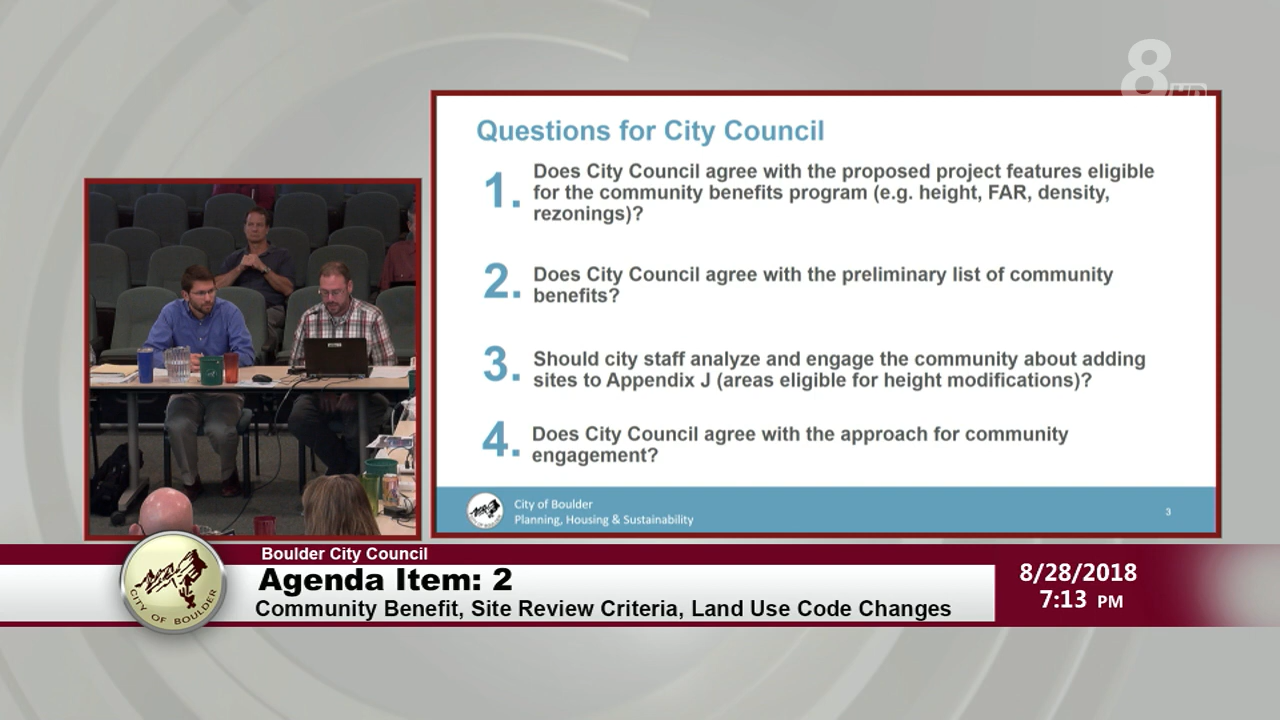 8
HD
Questions for City Council
1. Does City Council agree with the proposed project features eligible
for the community benefits program (e.g. height, FAR, density,
rezonings)?
2. Does City Council agree with the preliminary list of community
benefits?
3. Should city staff analyze and engage the community about adding
sites to Appendix J (areas eligible for height modifications)?
4. Does City Council agree with the approach for community
engagement?
City of Boulder
Planning, Housing & Sustainability
3
Boulder City Council
Agenda Item: 2
Community Benefit, Site Review Criteria, Land Use Code Changes
8/28/2018
7:13 PM
CITY OF BOULDER